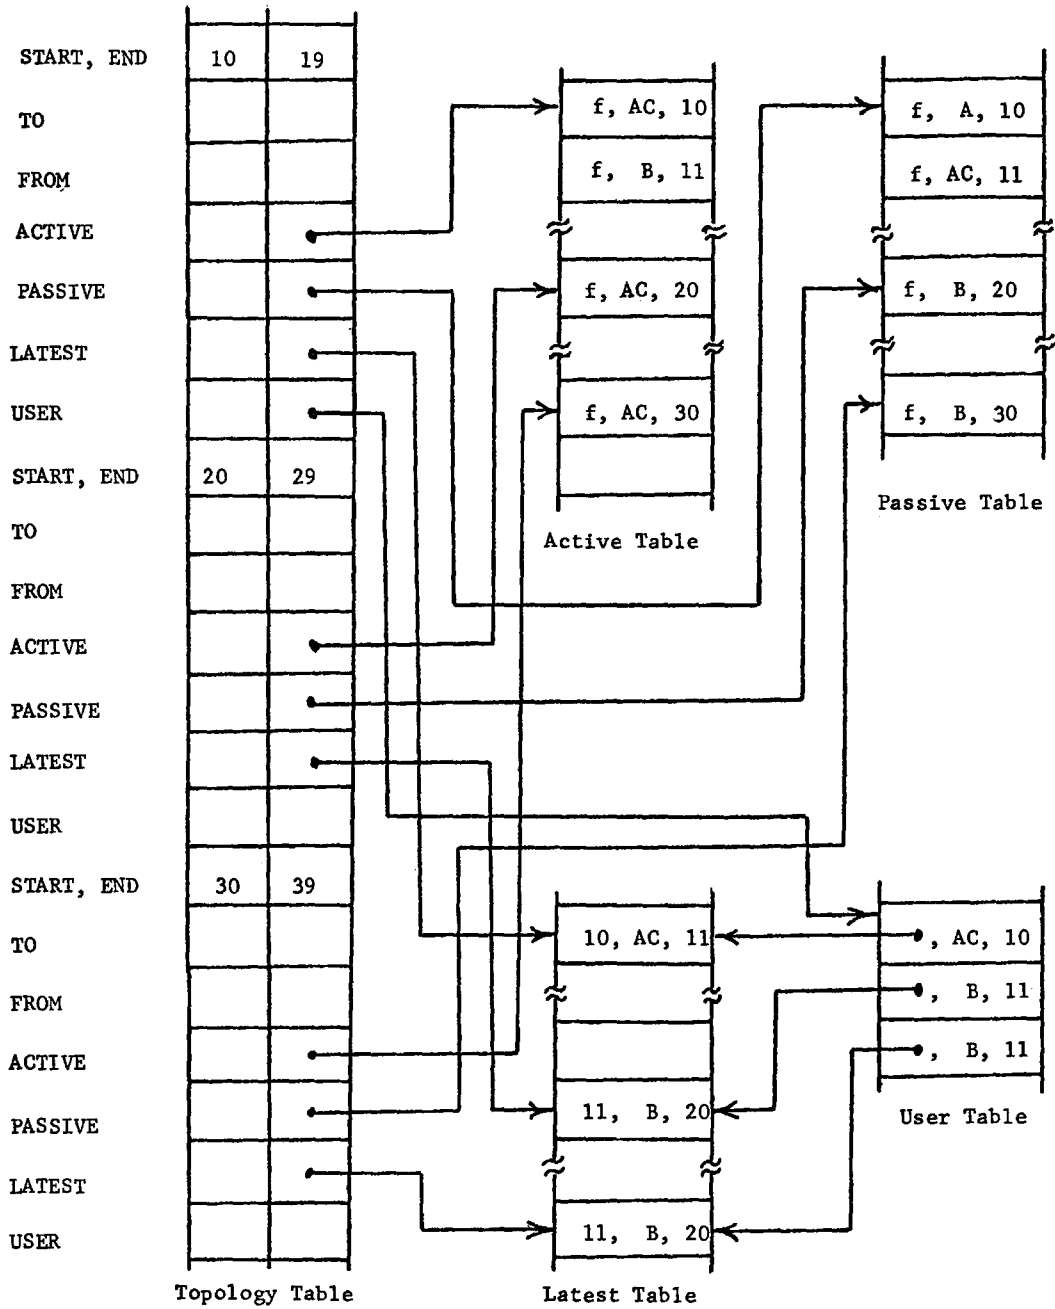 START, END 10 19
TO
FROM
ACTIVE
PASSIVE
LATEST
USER
START, END 20 29
TO
FROM
ACTIVE
PASSIVE
LATEST
USER
START, END 30 39
TO
FROM
ACTIVE
PASSIVE
LATEST
USER
Topology Table
f, AC, 10
f, B, 11
f, AC, 20
f, AC, 30
Active Table
f, A, 10
f, AC, 11
f, B, 20
f, B, 30
Passive Table
10, AC, 11
11, B, 20
11, B, 20
Latest Table
, AC, 10
, B, 11
, B, 11
User Table